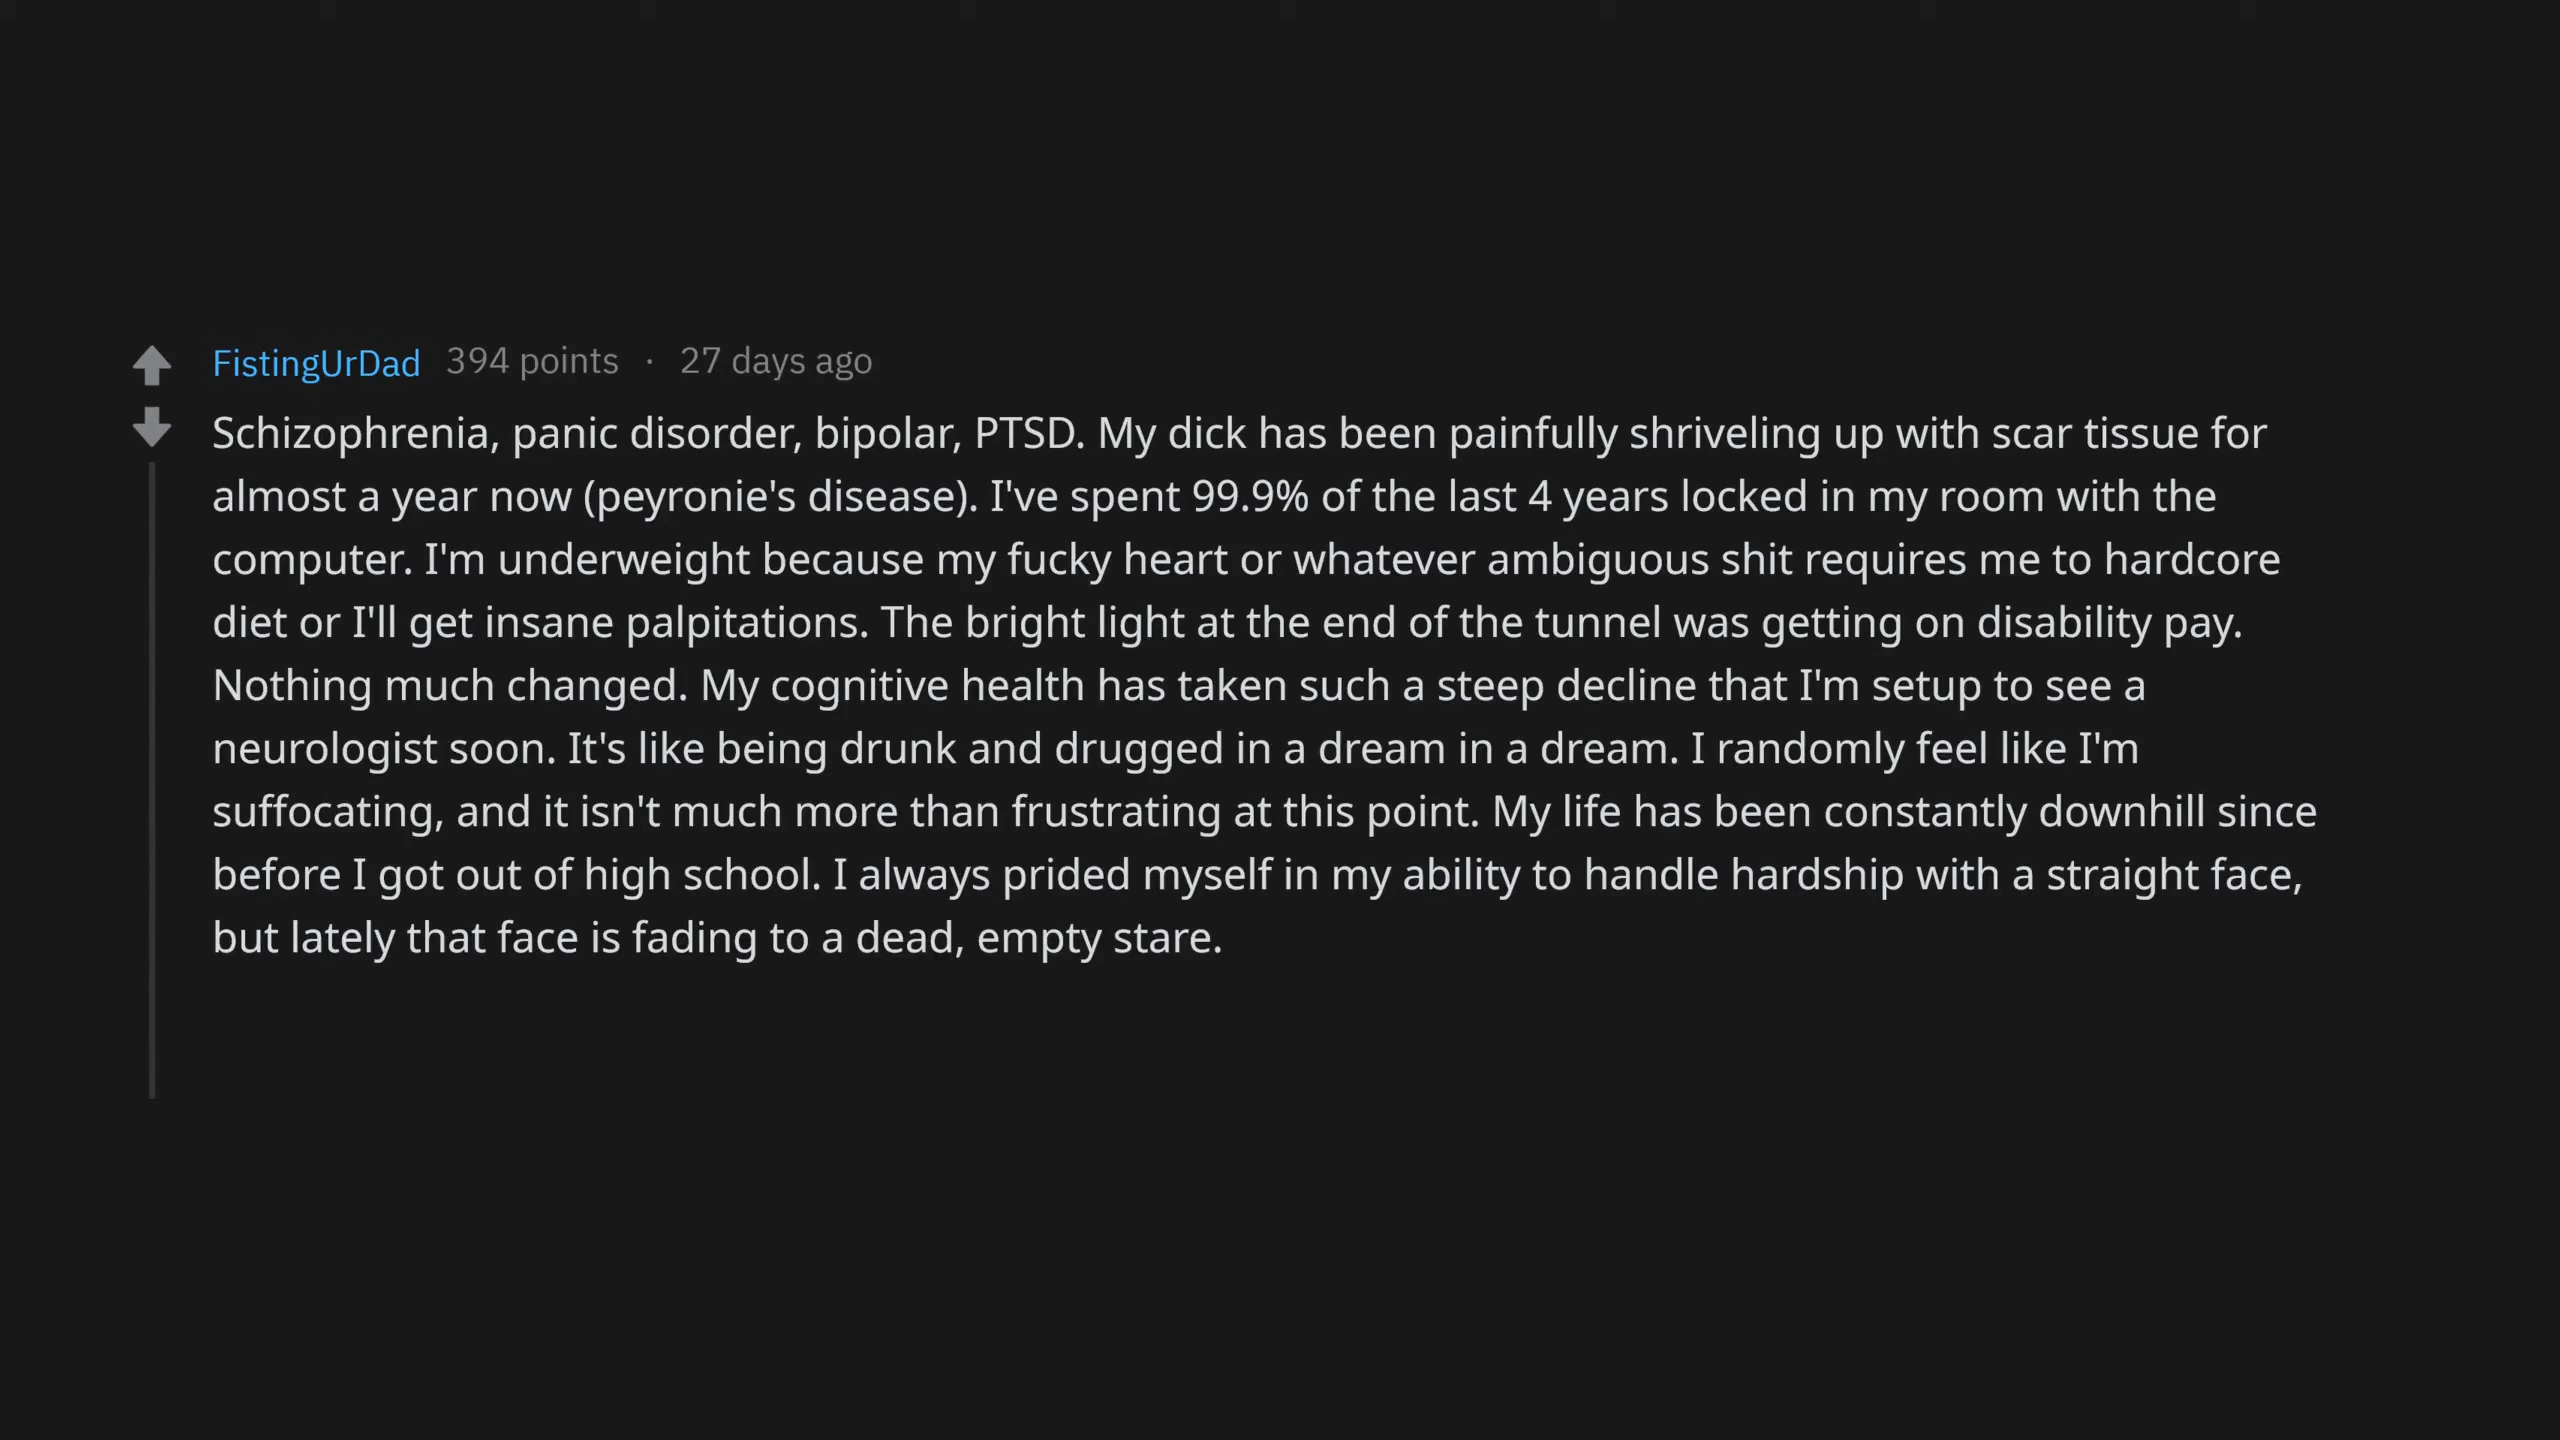 FistingUrDad 394 points · 27 days ago
Schizophrenia, panic disorder, bipolar, PTSD. My dick has been painfully shriveling up with scar tissue for
almost a year now (peyronie's disease). I've spent 99.9% of the last 4 years locked in my room with the
computer. I'm underweight because my fucky heart or whatever ambiguous shit requires me to hardcore
diet or I'll get insane palpitations. The bright light at the end of the tunnel was getting on disability pay.
Nothing much changed. My cognitive health has taken such a steep decline that I'm setup to see a
neurologist soon. It's like being drunk and drugged in a dream in a dream. I randomly feel like I'm
suffocating, and it isn't much more than frustrating at this point. My life has been constantly downhill since
before I got out of high school. I always prided myself in my ability to handle hardship with a straight face,
but lately that face is fading to a dead, empty stare.